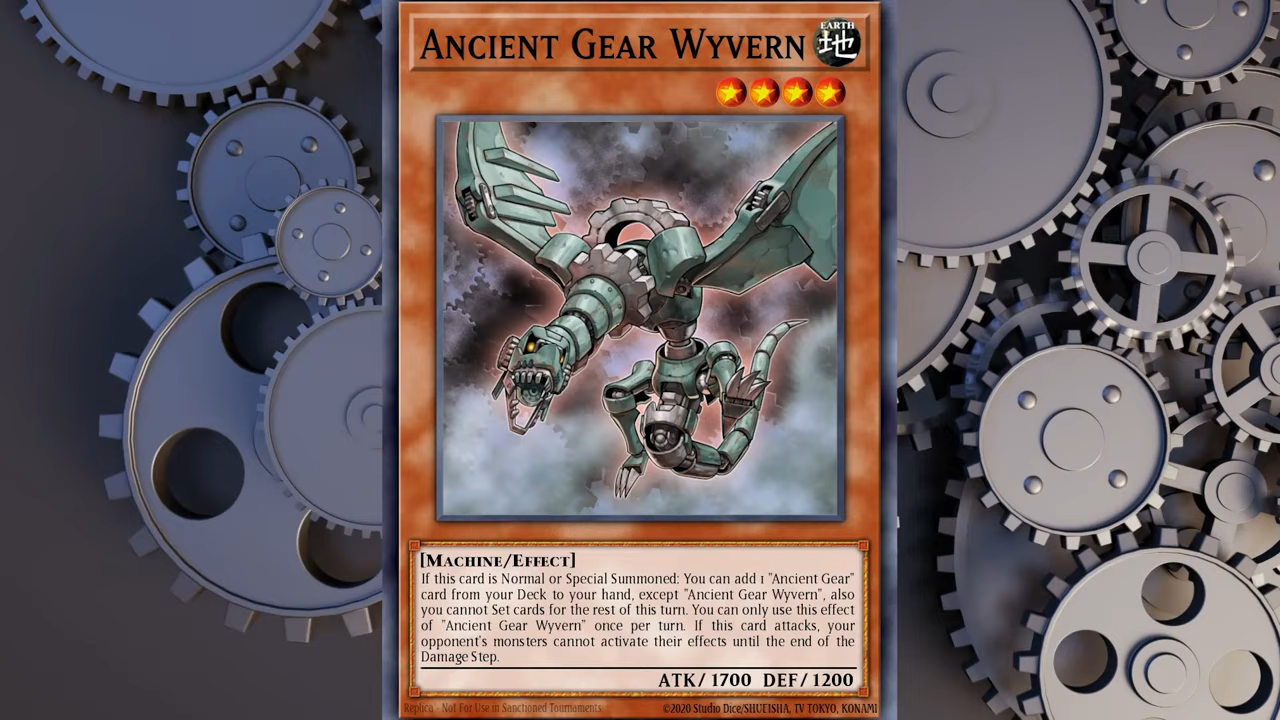 ANCIENT GEAR WYVERN
EARTH
地
[MACHINE/EFFECT]
If this card is Normal or Special Summoned: You can add 1 "Ancient Gear"
card from your Deck to your hand, except "Ancient Gear Wyvern", also
you cannot Set cards for the rest of this turn. You can only use this effect
of "Ancient Gear Wyvern" once per turn. If this card attacks, your
opponent's monsters cannot activate their effects until the end of the
Damage Step.
ATK/1700 DEF/1200
Replica - Not For Use in Sanctioned Tournaments
©2020 Studio Dice/SHUEISHA, TV TOKYO, KONAMI